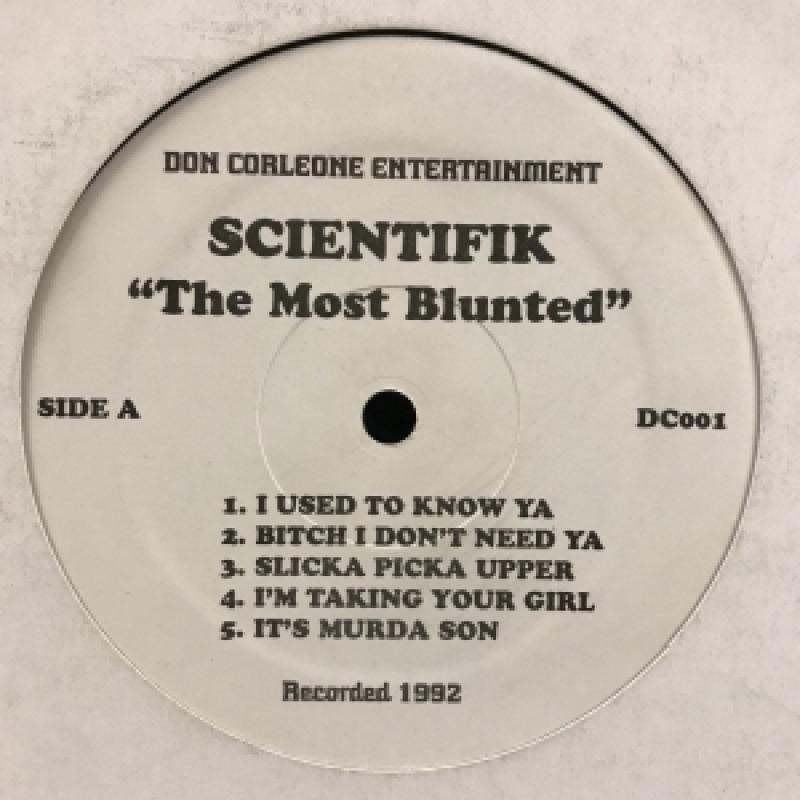 DON CORLEONE ENTERTAINMENT
SCIENTIFIK
“The Most Blunted”
SIDE A
DC001
1. I USED TO KNOW YA
2. BITCH I DON'T NEED YA
3. SLICKA PICKA UPPER
4. I'M TAKING YOUR GIRL
5. IT'S MURDA SON
Recorded 1992